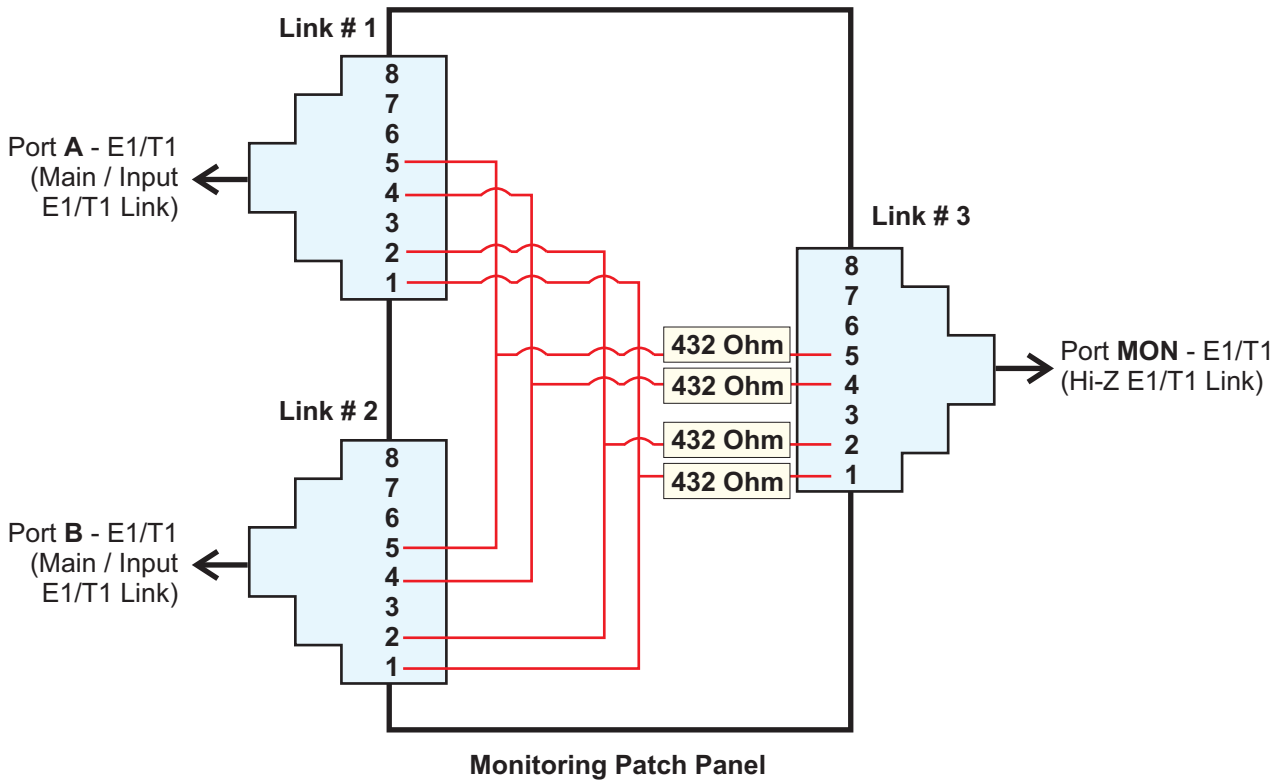 Link # 1
8
7
6
5
4
3
2
1
Port A - E1/T1
(Main / Input
E1/T1 Link)
Link # 2
8
7
6
5
4
3
2
1
Port B - E1/T1
(Main / Input
E1/T1 Link)
432 Ohm
432 Ohm
432 Ohm
432 Ohm
Link # 3
8
7
6
5
4
3
2
1
Port MON - E1/T1
(Hi-Z E1/T1 Link)
Monitoring Patch Panel